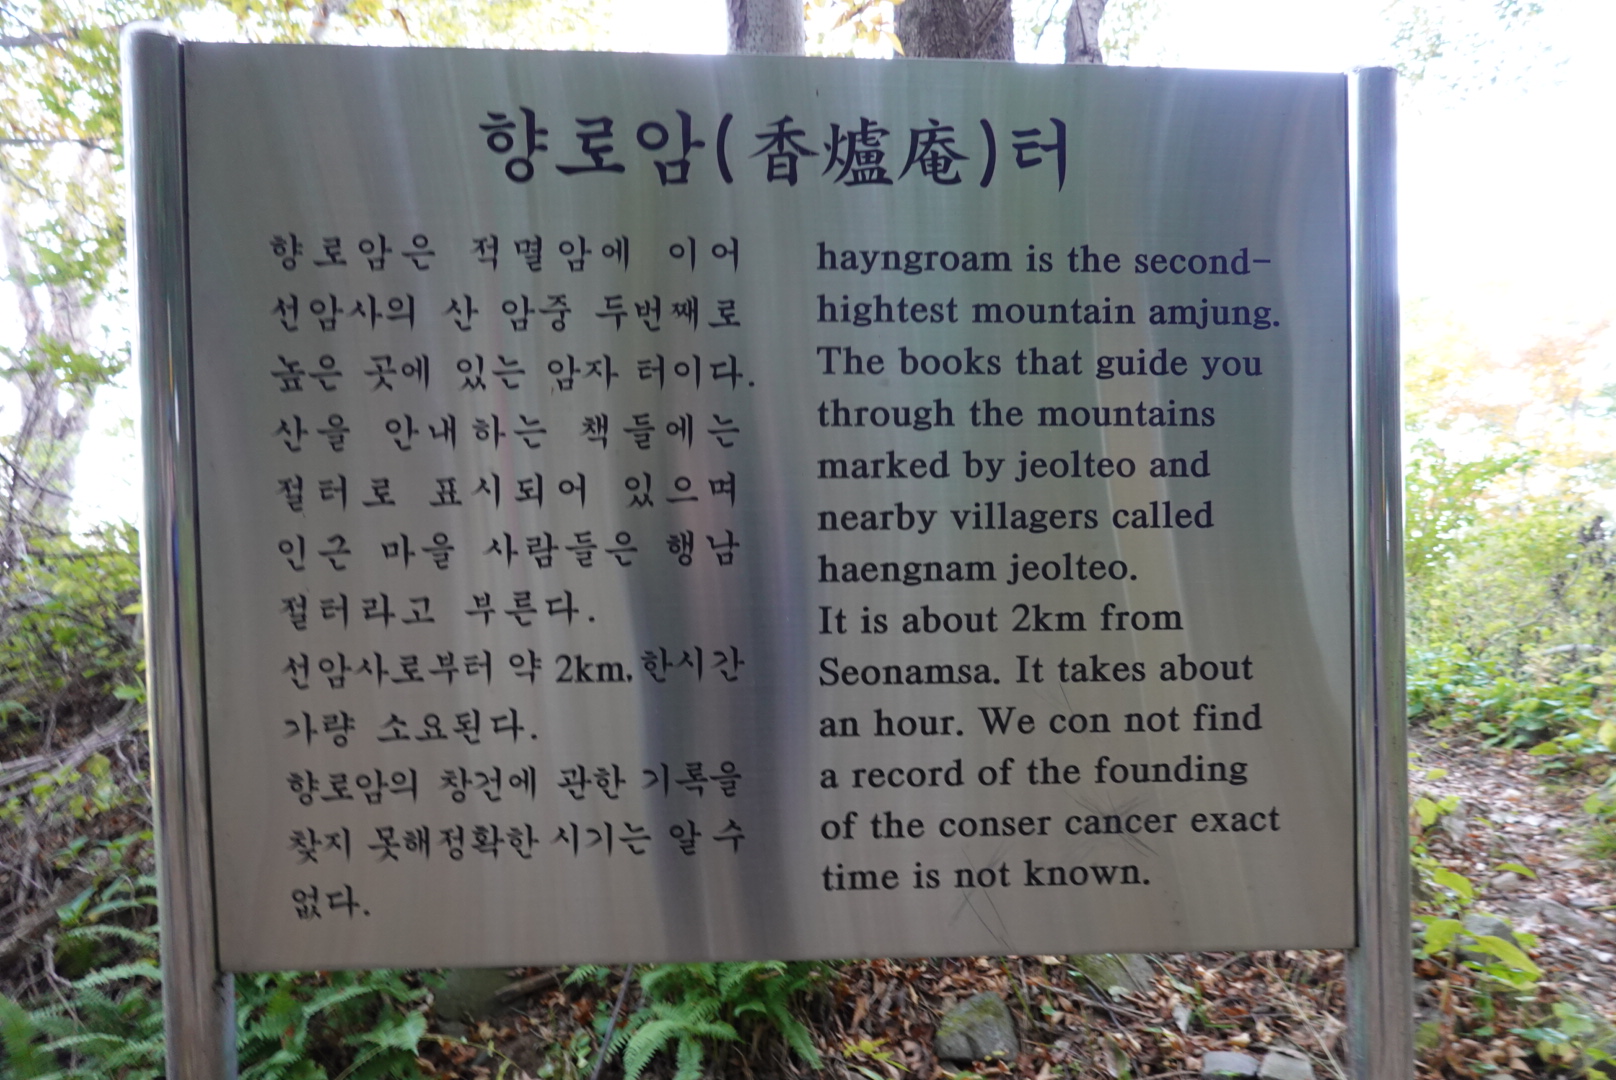 향로암(香爐庵)터
향로암은 적멸암에 이어
선암사의 산 암중 두번째로
높은 곳에 있는 암자 터이다.
산을 안내하는 책들에는
절터로 표시되어 있으며
인근 마을 사람들은 행남
절터라고 부른다.
선암사로부터 약 2km, 한시간
가량 소요된다.
향로암의 창건에 관한 기록을
찾지 못해정확한 시기는 알 수
없다.
hayngroam is the second-
hightest mountain amjung.
The books that guide you
through the mountains
marked by jeolteo and
nearby villagers called
haengnam jeolteo.
It is about 2km from
Seonamsa. It takes about
an hour. We con not find
a record of the founding
of the conser cancer exact
time is not known.